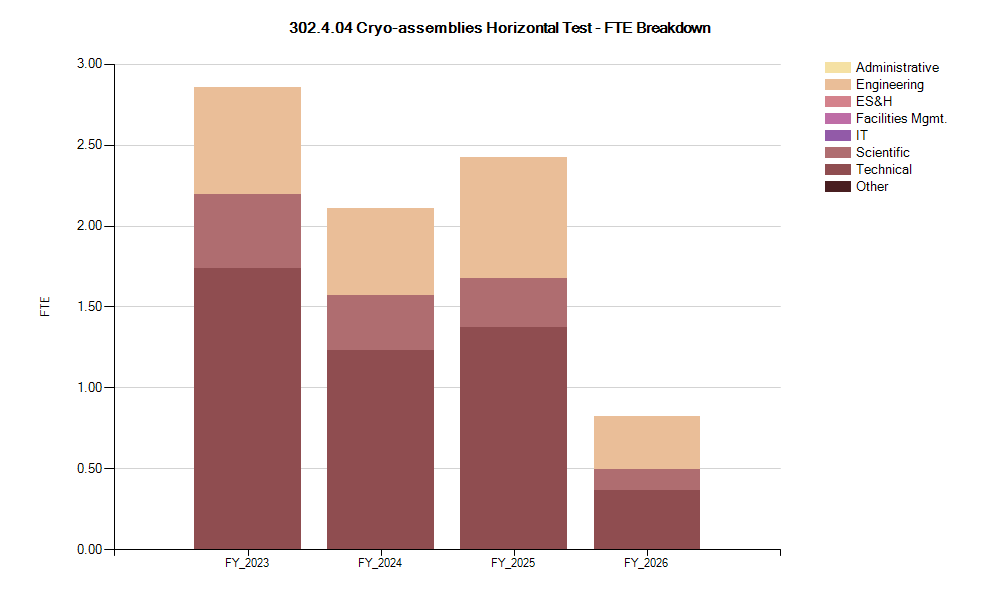 302.4.04 Cryo-assemblies Horizontal Test - FTE Breakdown
3.00
2.50
2.00
1.50
1.00
0.50
0.00
FTE
FY_2023
FY_2024
FY_2025
FY_2026
Administrative
Engineering
ES&H
Facilities Mgmt.
IT
Scientific
Technical
Other